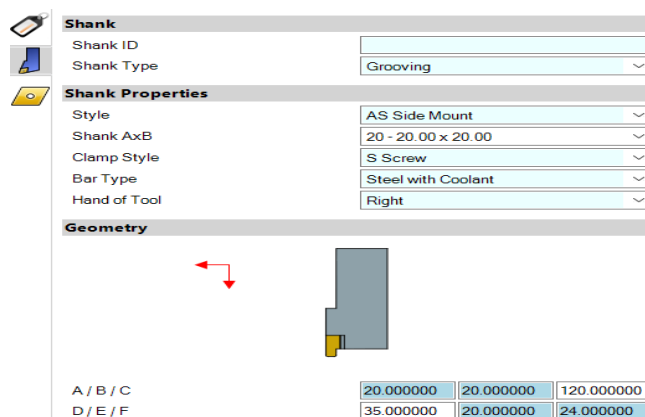 Shank
Shank ID
Shank Type Grooving
Shank Properties
Style AS Side Mount
Shank AxB 20 - 20.00 x 20.00
Clamp Style S Screw
Bar Type Steel with Coolant
Hand of Tool Right
Geometry
A / B / C 20.000000 20.000000 120.000000
D / E / F 35.000000 20.000000 24.000000